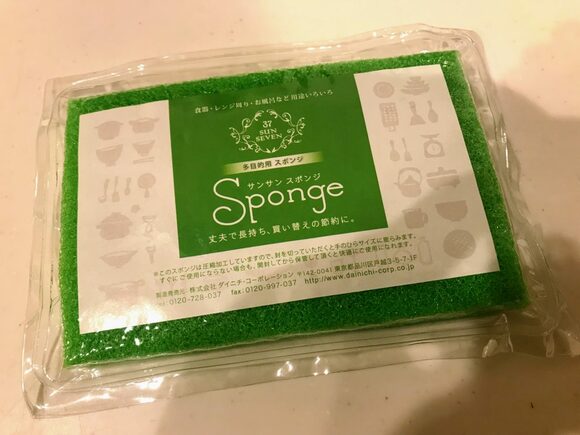 食器・レンジ周り・お風呂など用途いろいろ
37
SUN
SEVEN
多目的用 スポンジ
サンサン スポンジ
Sponge
丈夫で長持ち、買い替えの節約に。
※このスポンジは圧縮加工していますので、封を切っていただくと手のひらサイズに膨らみます。
すぐにご使用にならない場合も、開封してから保管して頂くと快適にご使用になれます。
製造発売元・株式会社 ダイニチ・コーポレーション 〒142-0041 東京都品川区戸越3-5-7-1F
Tel 0120-728-037 fax 0120-997-037 http://www.dainichi-corp.co.jp